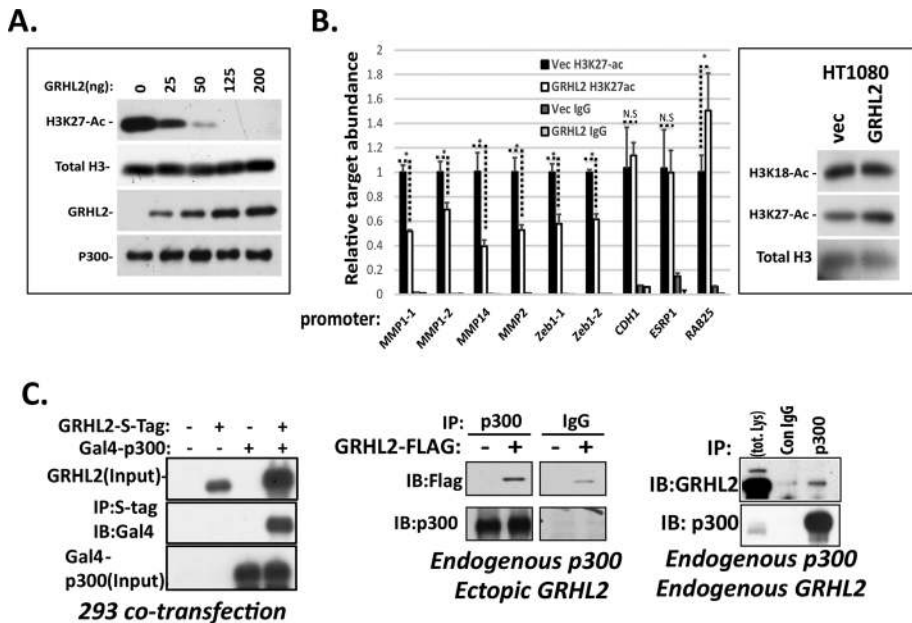 A.
GRHL2(ng): 0 25 50 125 200
H3K27-Ac
Total H3-
GRHL2-
P300-
B.
Relative target abundance
2
1.8
1.6
1.4
1.2
1
0.8
0.6
0.4
0.2
0
Vec H3K27-ac
GRHL2 H3K27ac
Vec IgG
GRHL2 IgG
* * * * * * N.S N.S *
promoter: MMP1-1 MMP1-2 MMP14 MMP2 Zeb1-1 Zeb1-2 CDH1 ESRP1 RAB25
HT1080
vec GRHL2
H3K18-Ac -
H3K27-Ac -
Total H3
C.
GRHL2-S-Tag: - + - +
Gal4-p300: - - + +
GRHL2(Input)-
IP:S-tag
IB:Gal4
Gal4-
p300(Input)
293 co-transfection
IP: p300 IgG
GRHL2-FLAG: - + - +
IB:Flag
IB:p300
Endogenous p300
Ectopic GRHL2
IP: (tot. Lys) Con IgG p300
IB:GRHL2
IB: p300
Endogenous p300
Endogenous GRHL2